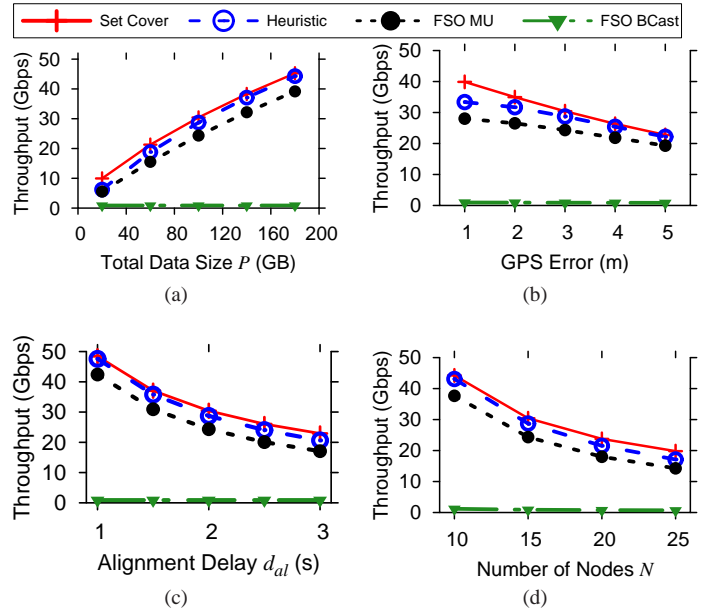 Set Cover Heuristic FSO MU FSO BCast
Throughput (Gbps)
50
40
30
20
10
0
0 40 80 120 160 200
Total Data Size P (GB)
(a)
Throughput (Gbps)
50
40
30
20
10
0
1 2 3 4 5
GPS Error (m)
(b)
Throughput (Gbps)
50
40
30
20
10
0
1 2 3
Alignment Delay d_al (s)
(c)
Throughput (Gbps)
50
40
30
20
10
0
10 15 20 25
Number of Nodes N
(d)